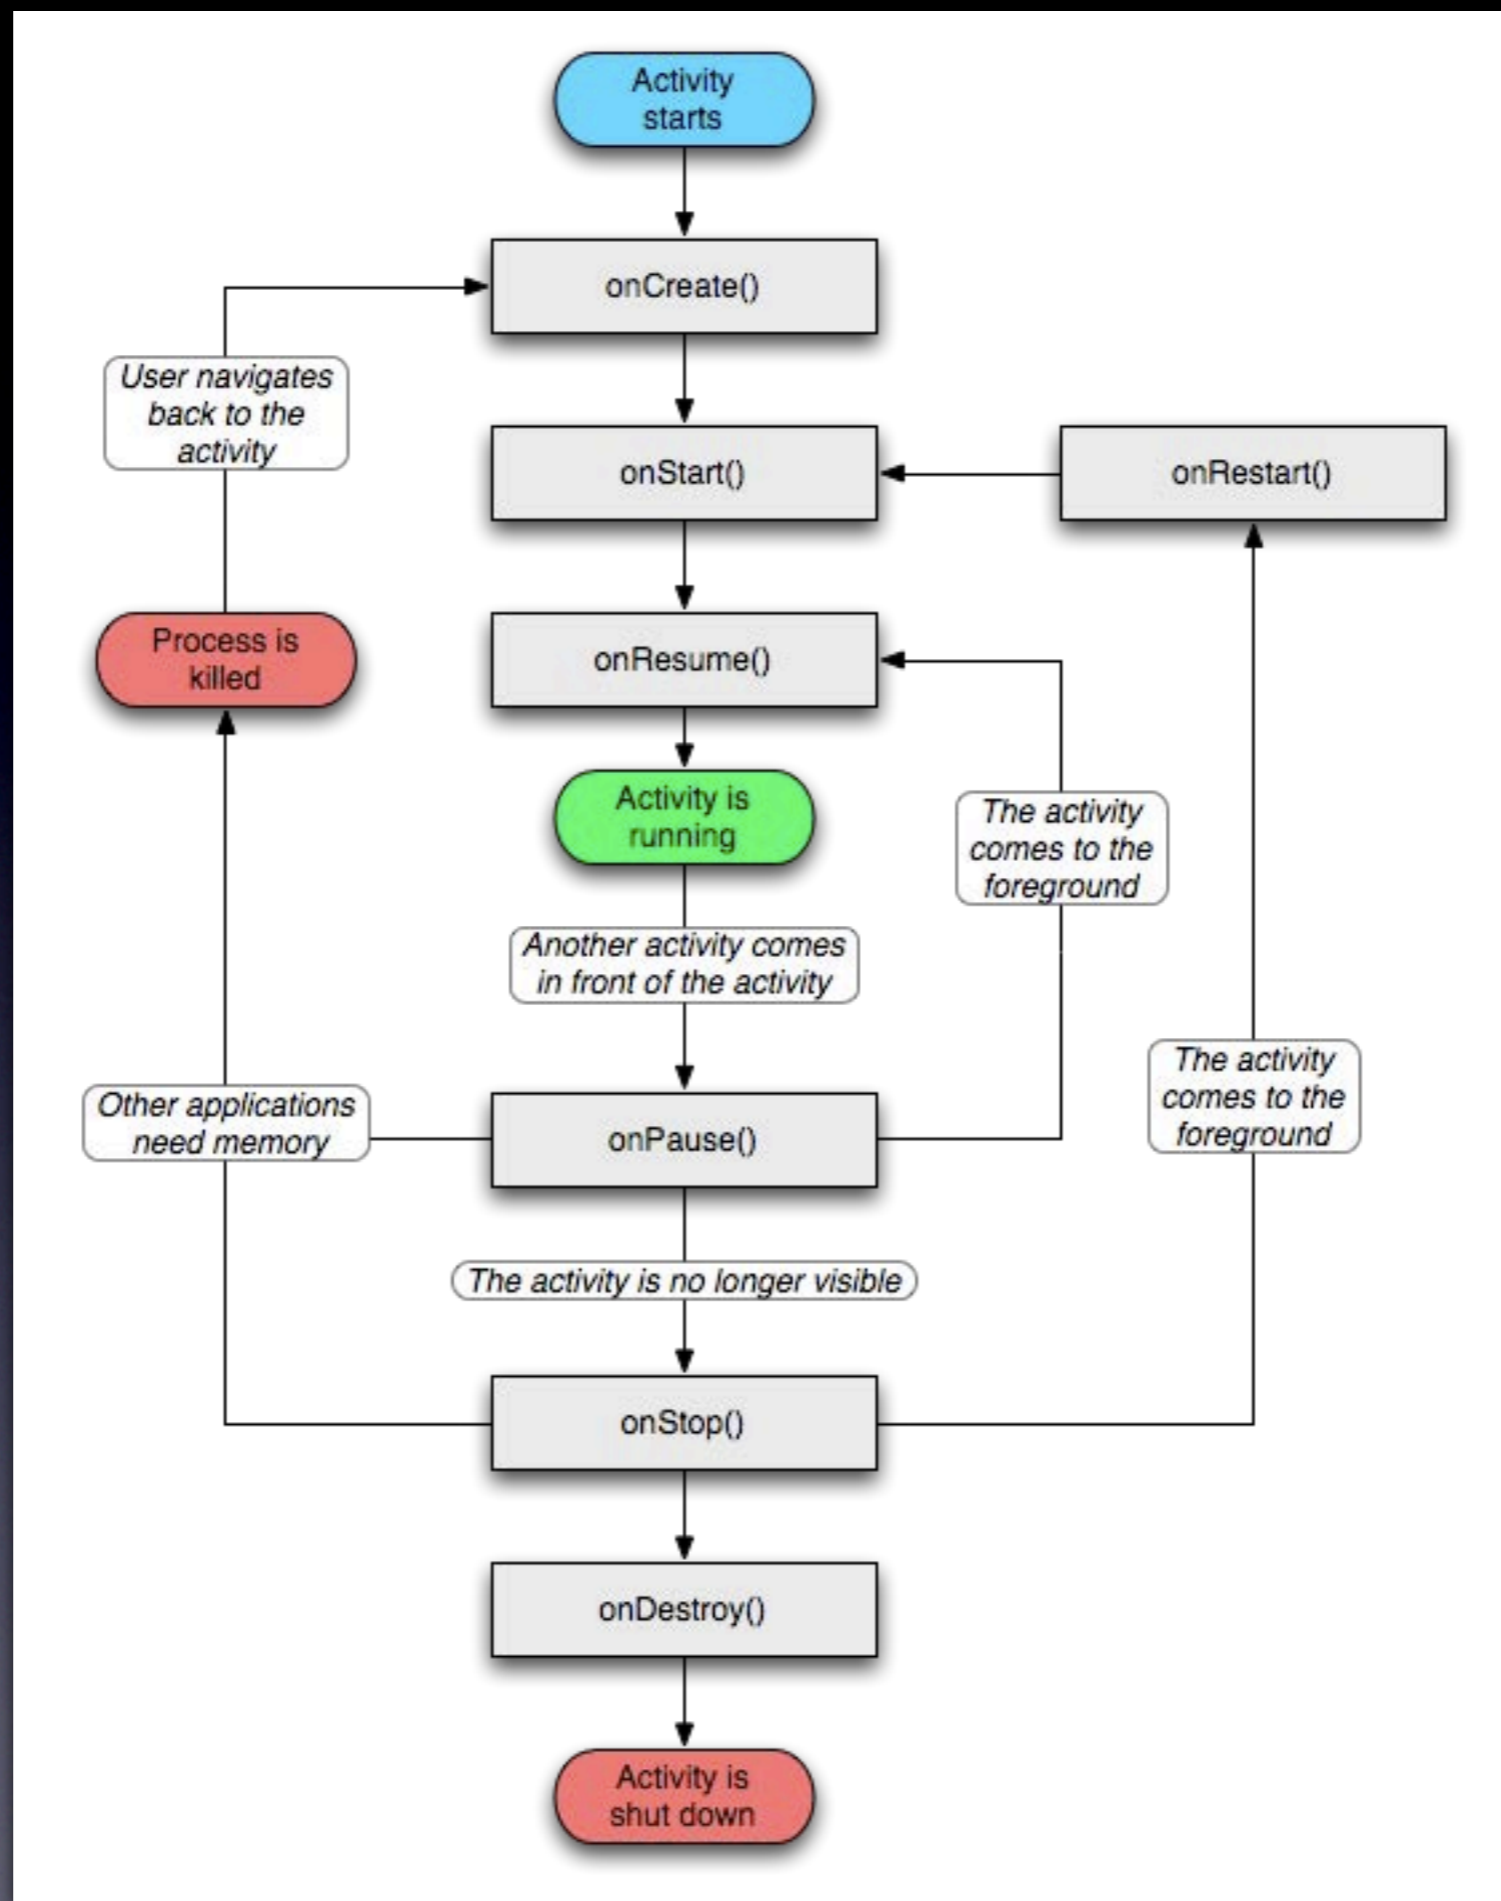 Activity
starts
onCreate()
User navigates
back to the
activity
onStart()
onRestart()
Process is
killed
onResume()
Activity is
running
The activity
comes to the
foreground
Another activity comes
in front of the activity
The activity
comes to the
foreground
Other applications
need memory
onPause()
The activity is no longer visible
onStop()
onDestroy()
Activity is
shut down